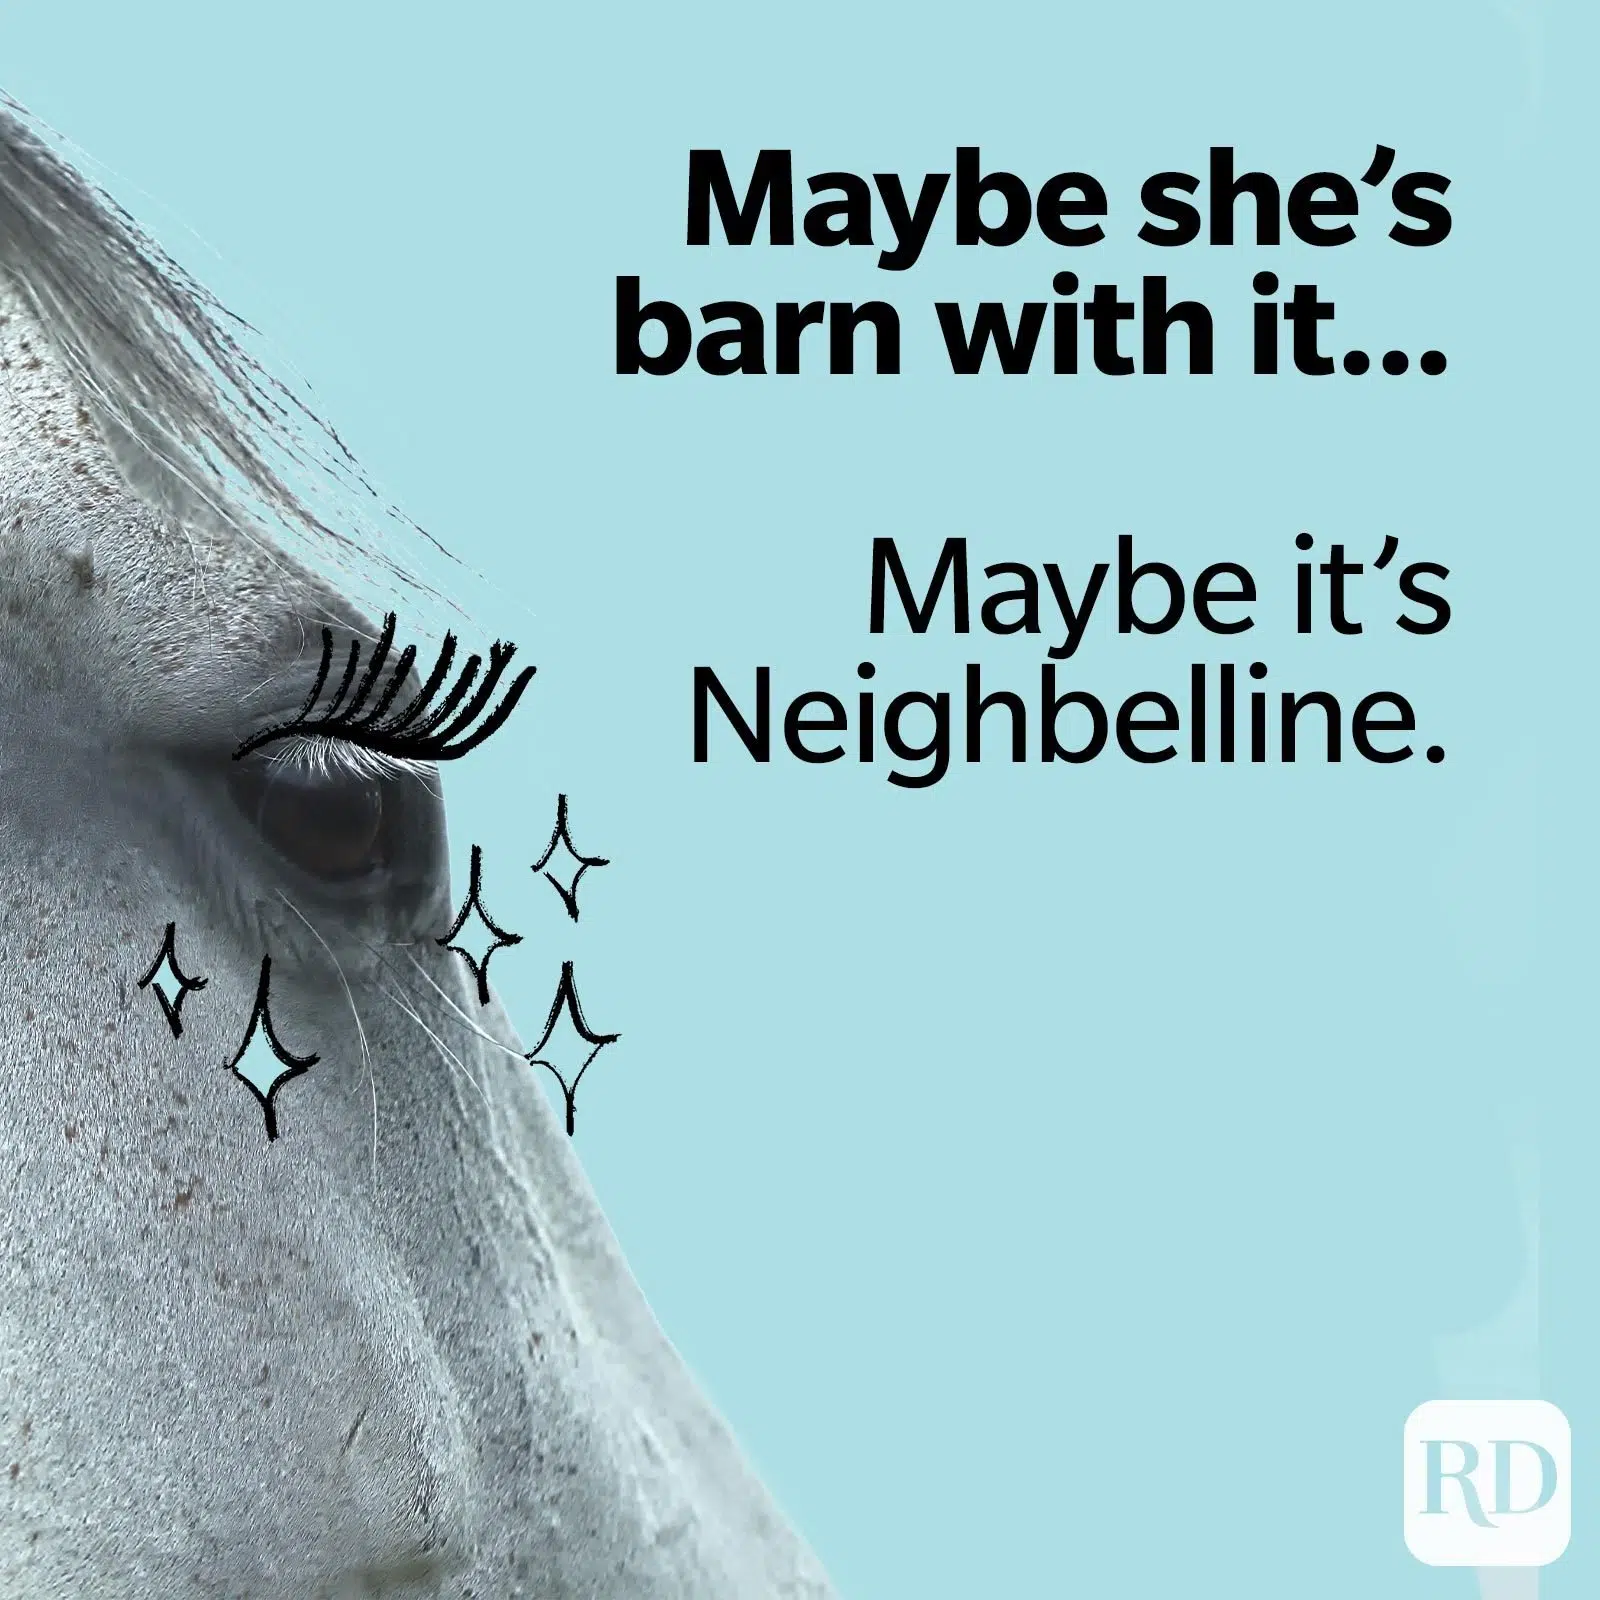 Maybe she’s
barn with it...
Maybe it’s
Neighbelline.
RD